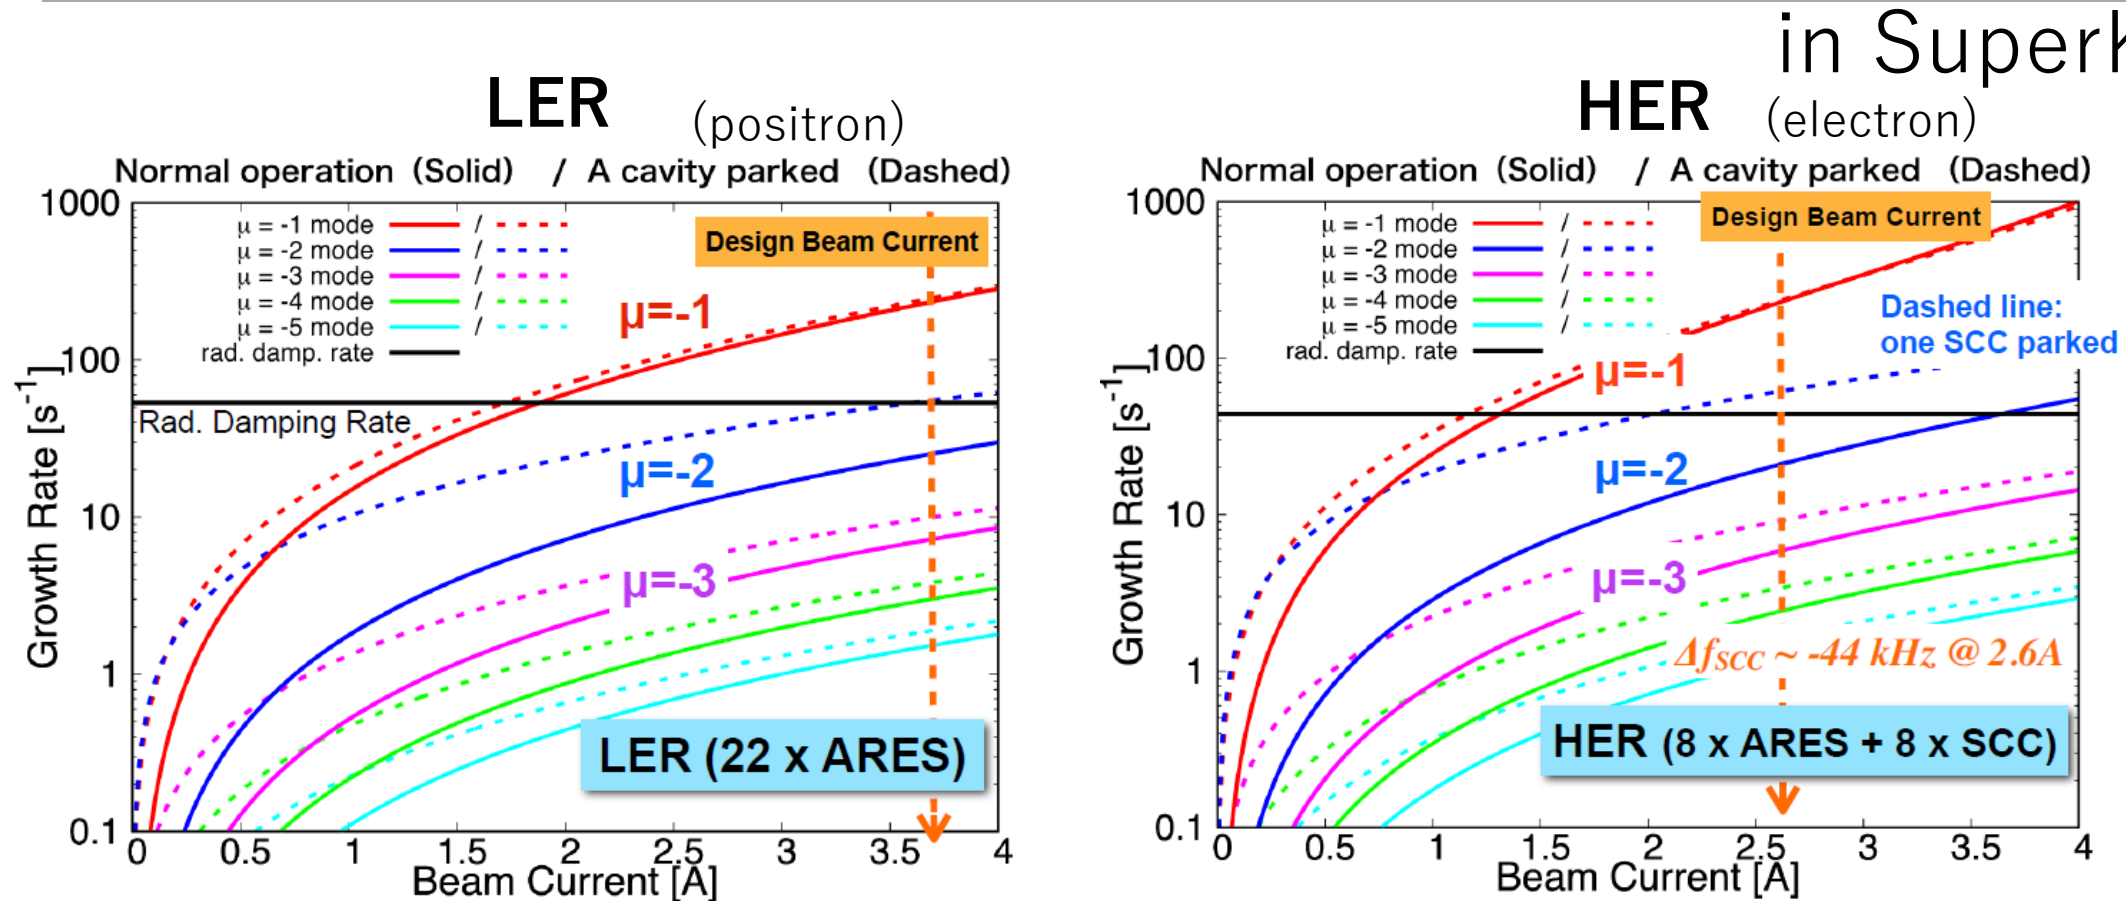 in Superk
LER (positron)
Normal operation (Solid) / A cavity parked (Dashed)
1000
100
10
1
0.1
Growth Rate [s⁻¹]
μ = -1 mode /
μ = -2 mode /
μ = -3 mode /
μ = -4 mode /
μ = -5 mode /
rad. damp. rate
Design Beam Current
μ=-1
Rad. Damping Rate
μ=-2
μ=-3
LER (22 x ARES)
0 0.5 1 1.5 2 2.5 3 3.5 4
Beam Current [A]
HER (electron)
Normal operation (Solid) / A cavity parked (Dashed)
1000
100
10
1
0.1
Growth Rate [s⁻¹]
μ = -1 mode /
μ = -2 mode /
μ = -3 mode /
μ = -4 mode /
μ = -5 mode /
rad. damp. rate
Design Beam Current
Dashed line:
one SCC parked
μ=-1
μ=-2
μ=-3
Δfscc ~ -44 kHz @ 2.6A
HER (8 x ARES + 8 x SCC)
0 0.5 1 1.5 2 2.5 3 3.5 4
Beam Current [A]